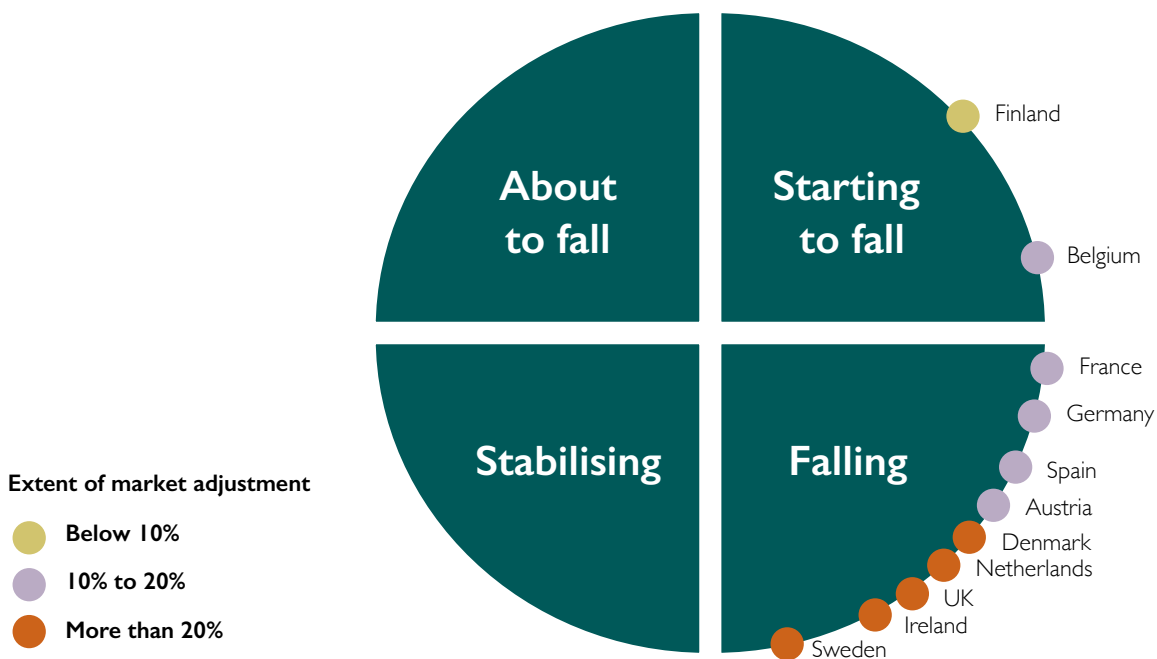 About
to fall
Starting
to fall
Finland
Belgium
France
Germany
Stabilising
Falling
Spain
Austria
Denmark
Netherlands
UK
Ireland
Sweden
Extent of market adjustment
Below 10%
10% to 20%
More than 20%